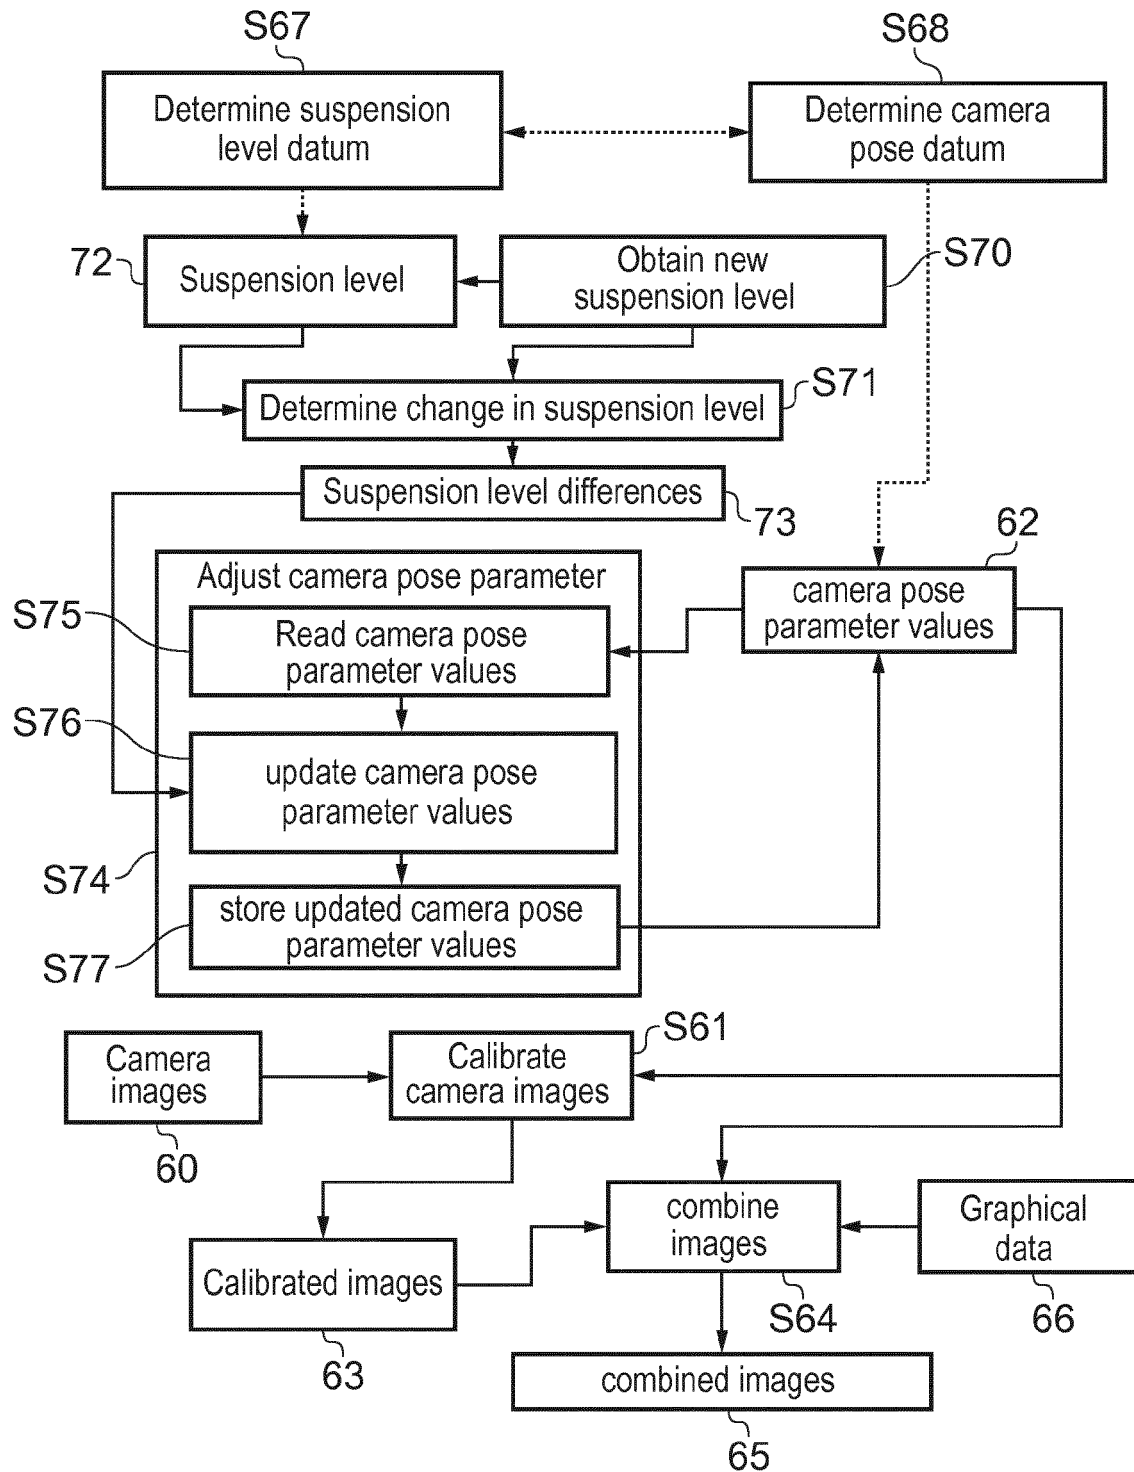 S67
S68
Determine suspension
level datum
Determine camera
pose datum
72
Suspension level
Obtain new
suspension level
S70
S71
Determine change in suspension level
Suspension level differences
73
62
Adjust camera pose parameter
camera pose
parameter values
S75
Read camera pose
parameter values
S76
update camera pose
parameter values
S74
store updated camera pose
parameter values
S77
S61
Camera
images
Calibrate
camera images
60
combine
images
Graphical
data
Calibrated images
S64
66
63
combined images
65